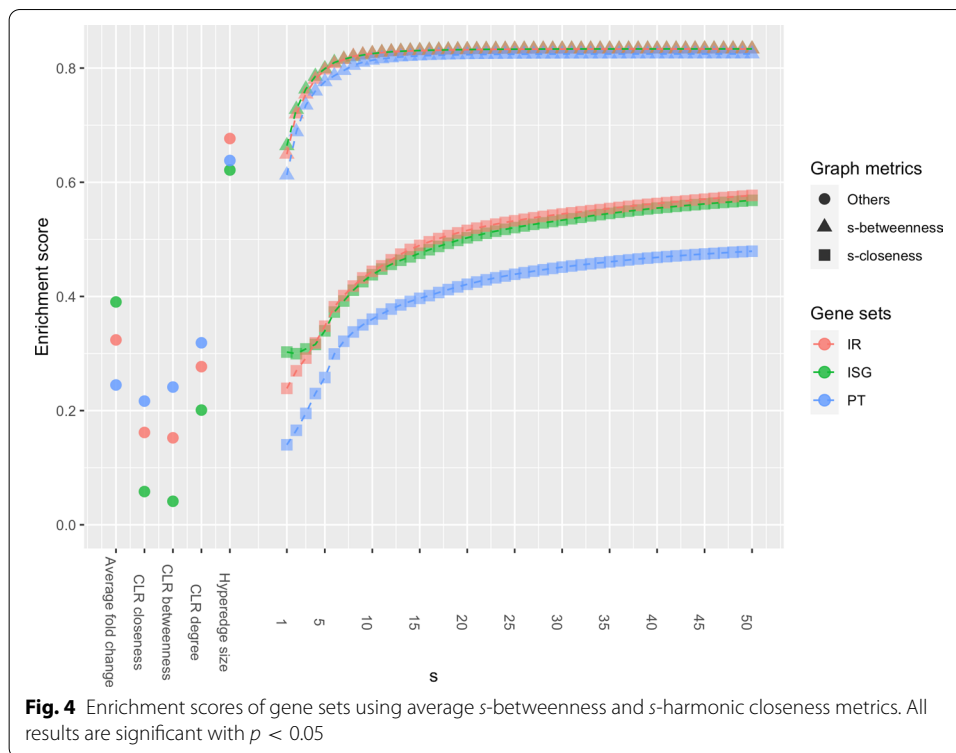 Enrichment score
0.8
0.6
0.4
0.2
0.0
Average fold change
CLR closeness
CLR betweenness
CLR degree
Hyperedge size
1
5
10
15
20
25
30
35
40
45
50
s
Graph metrics
Others
s-betweenness
s-closeness
Gene sets
IR
ISG
PT
Fig. 4 Enrichment scores of gene sets using average s-betweenness and s-harmonic closeness metrics. All
results are significant with p < 0.05